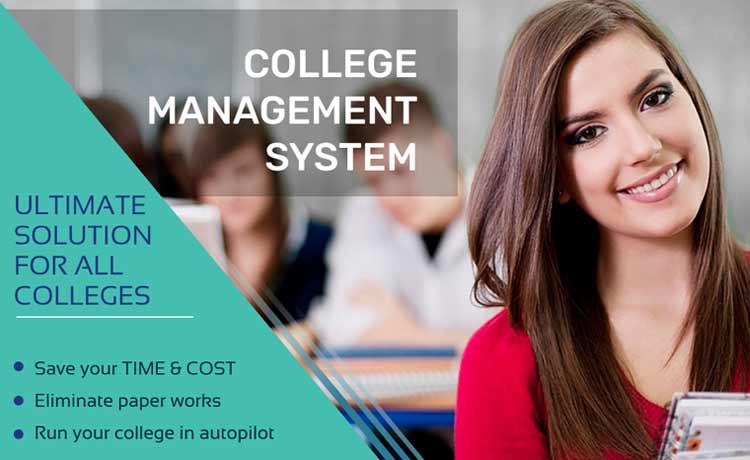 COLLEGE
MANAGEMENT
SYSTEM
ULTIMATE
SOLUTION
FOR ALL
COLLEGES
Save your TIME & COST
Eliminate paper works
Run your college in autopilot